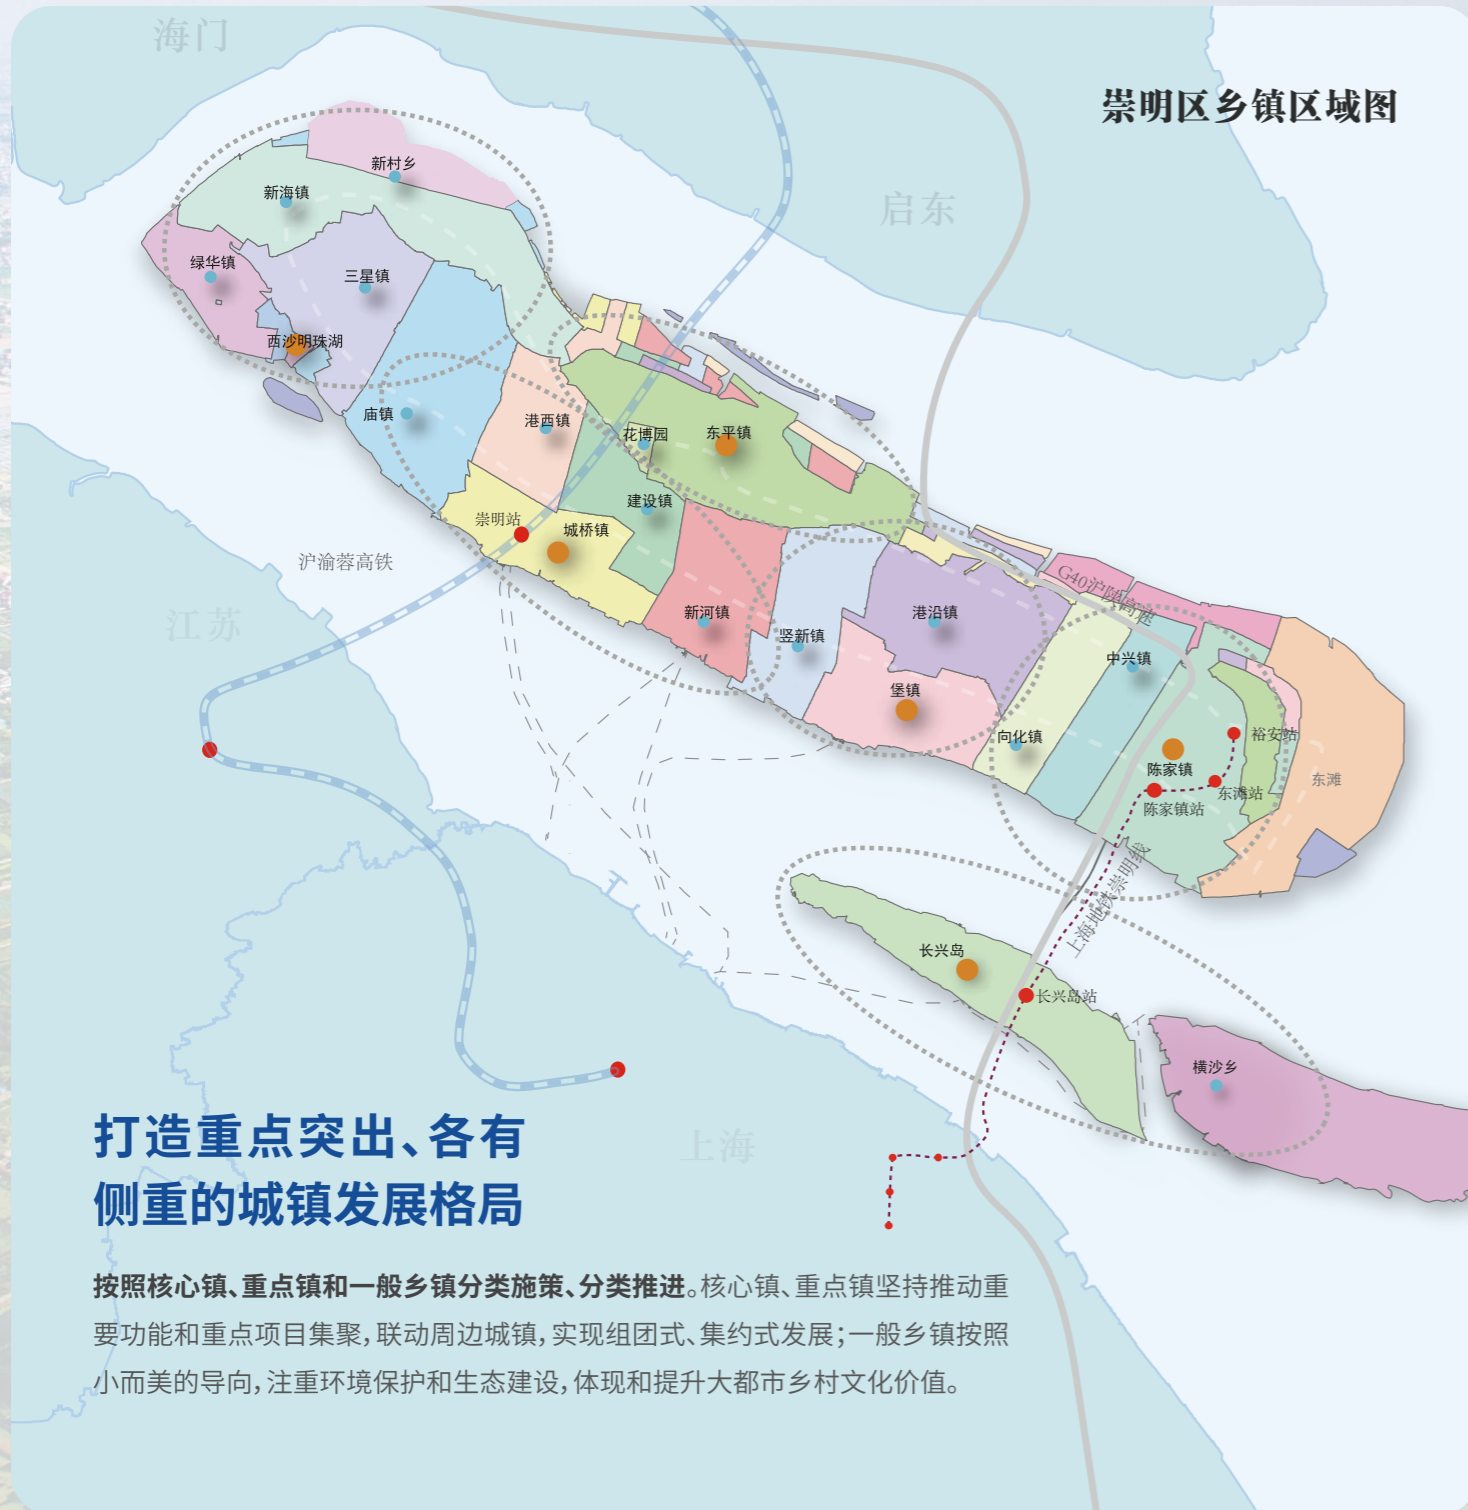 海门
崇明区乡镇区域图
启东
新村乡
新海镇
绿华镇
三星镇
西沙明珠湖
庙镇
港西镇
花博园
东平镇
建设镇
崇明站
城桥镇
沪渝蓉高铁
G40沪陕高速
江苏
新河镇
竖新镇
港沿镇
中兴镇
堡镇
向化镇
裕安站
陈家镇
东滩
东滩站
陈家镇站
上海地铁崇明线
长兴岛
长兴岛站
横沙乡
上海
打造重点突出、各有
侧重的城镇发展格局
按照核心镇、重点镇和一般乡镇分类施策、分类推进。核心镇、重点镇坚持推动重
要功能和重点项目集聚,联动周边城镇,实现组团式、集约式发展;一般乡镇按照
小而美的导向,注重环境保护和生态建设,体现和提升大都市乡村文化价值。